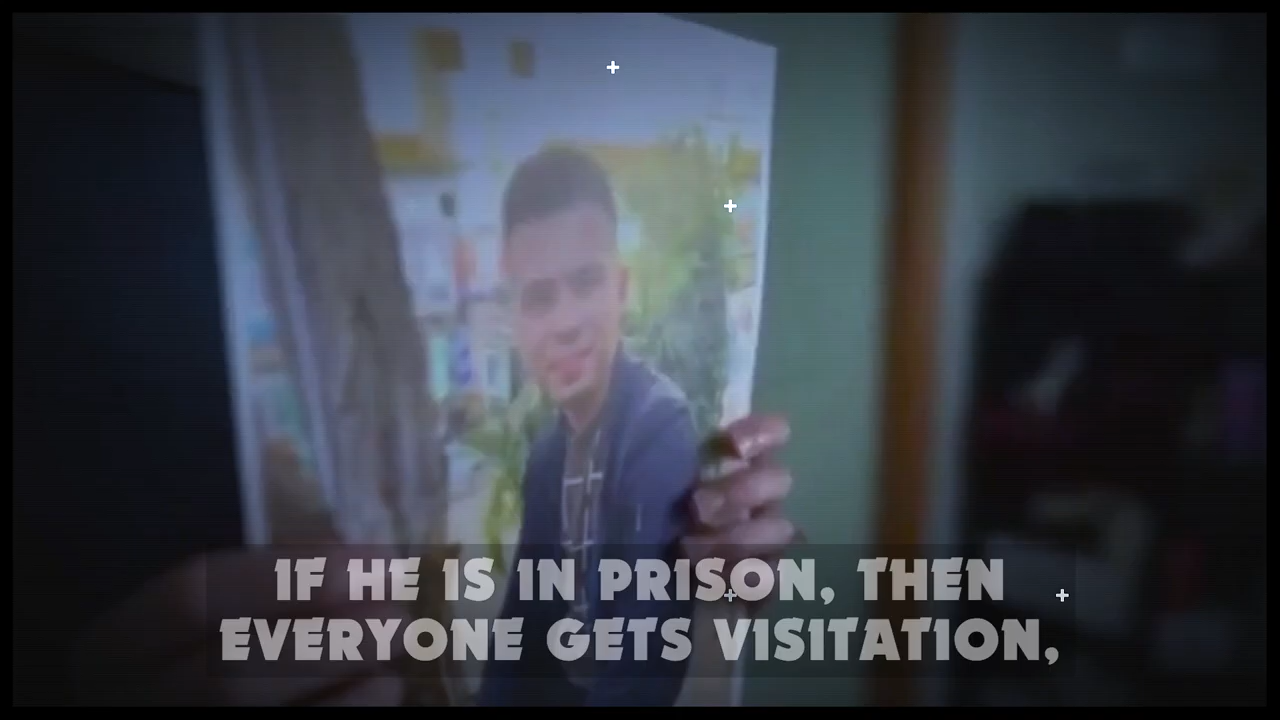 IF HE IS IN PRISON, THEN
EVERYONE GETS VISITATION,